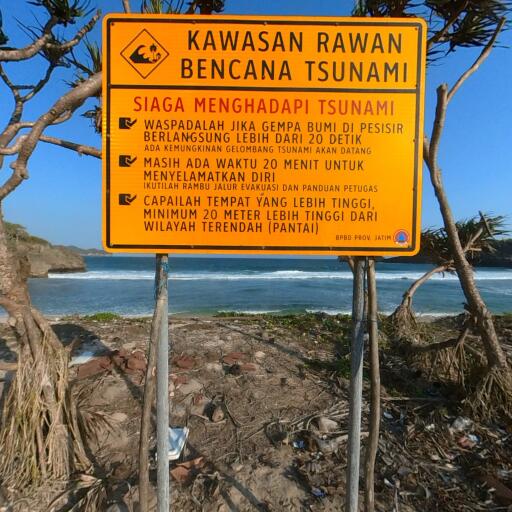 KAWASAN RAWAN
BENCANA TSUNAMI
SIAGA MENGHADAPI TSUNAMI
WASPADALAH JIKA GEMPA BUMI DI PESISIR
BERLANGSUNG LEBIH DARI 20 DETIK
ADA KEMUNGKINAN GELOMBANG TSUNAMI AKAN DATANG
MASIH ADA WAKTU 20 MENIT UNTUK
MENYELAMATKAN DIRI
IKUTILAH RAMBU JALUR EVAKUASI DAN PANDUAN PETUGAS
CAPAILAH TEMPAT YANG LEBIH TINGGI,
MINIMUM 20 METER LEBIH TINGGI DARI
WILAYAH TERENDAH (PANTAI)
BPBD PROV. JATIM